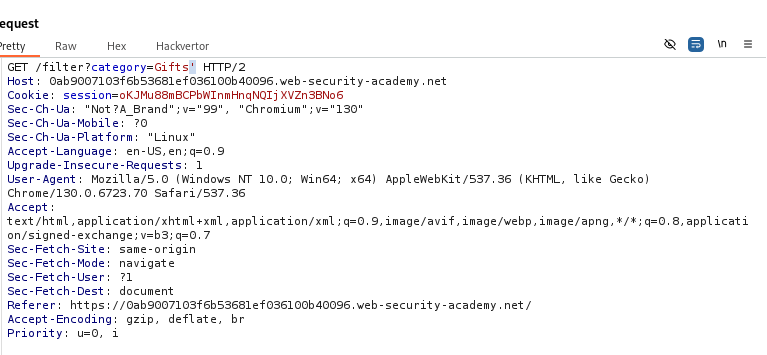 equest
Pretty Raw Hex Hackvertor \n
GET /filter?category=Gifts' HTTP/2
Host: 0ab9007103f6b53681ef036100b40096.web-security-academy.net
Cookie: session=oKJMu88mBCPbWInmHnqNQIjXVZn3BNo6
Sec-Ch-Ua: "Not?A_Brand";v="99", "Chromium";v="130"
Sec-Ch-Ua-Mobile: ?0
Sec-Ch-Ua-Platform: "Linux"
Accept-Language: en-US,en;q=0.9
Upgrade-Insecure-Requests: 1
User-Agent: Mozilla/5.0 (Windows NT 10.0; Win64; x64) AppleWebKit/537.36 (KHTML, like Gecko)
Chrome/130.0.6723.70 Safari/537.36
Accept:
text/html,application/xhtml+xml,application/xml;q=0.9,image/avif,image/webp,image/apng,*/*;q=0.8,applicati
on/signed-exchange;v=b3;q=0.7
Sec-Fetch-Site: same-origin
Sec-Fetch-Mode: navigate
Sec-Fetch-User: ?1
Sec-Fetch-Dest: document
Referer: https://0ab9007103f6b53681ef036100b40096.web-security-academy.net/
Accept-Encoding: gzip, deflate, br
Priority: u=0, i